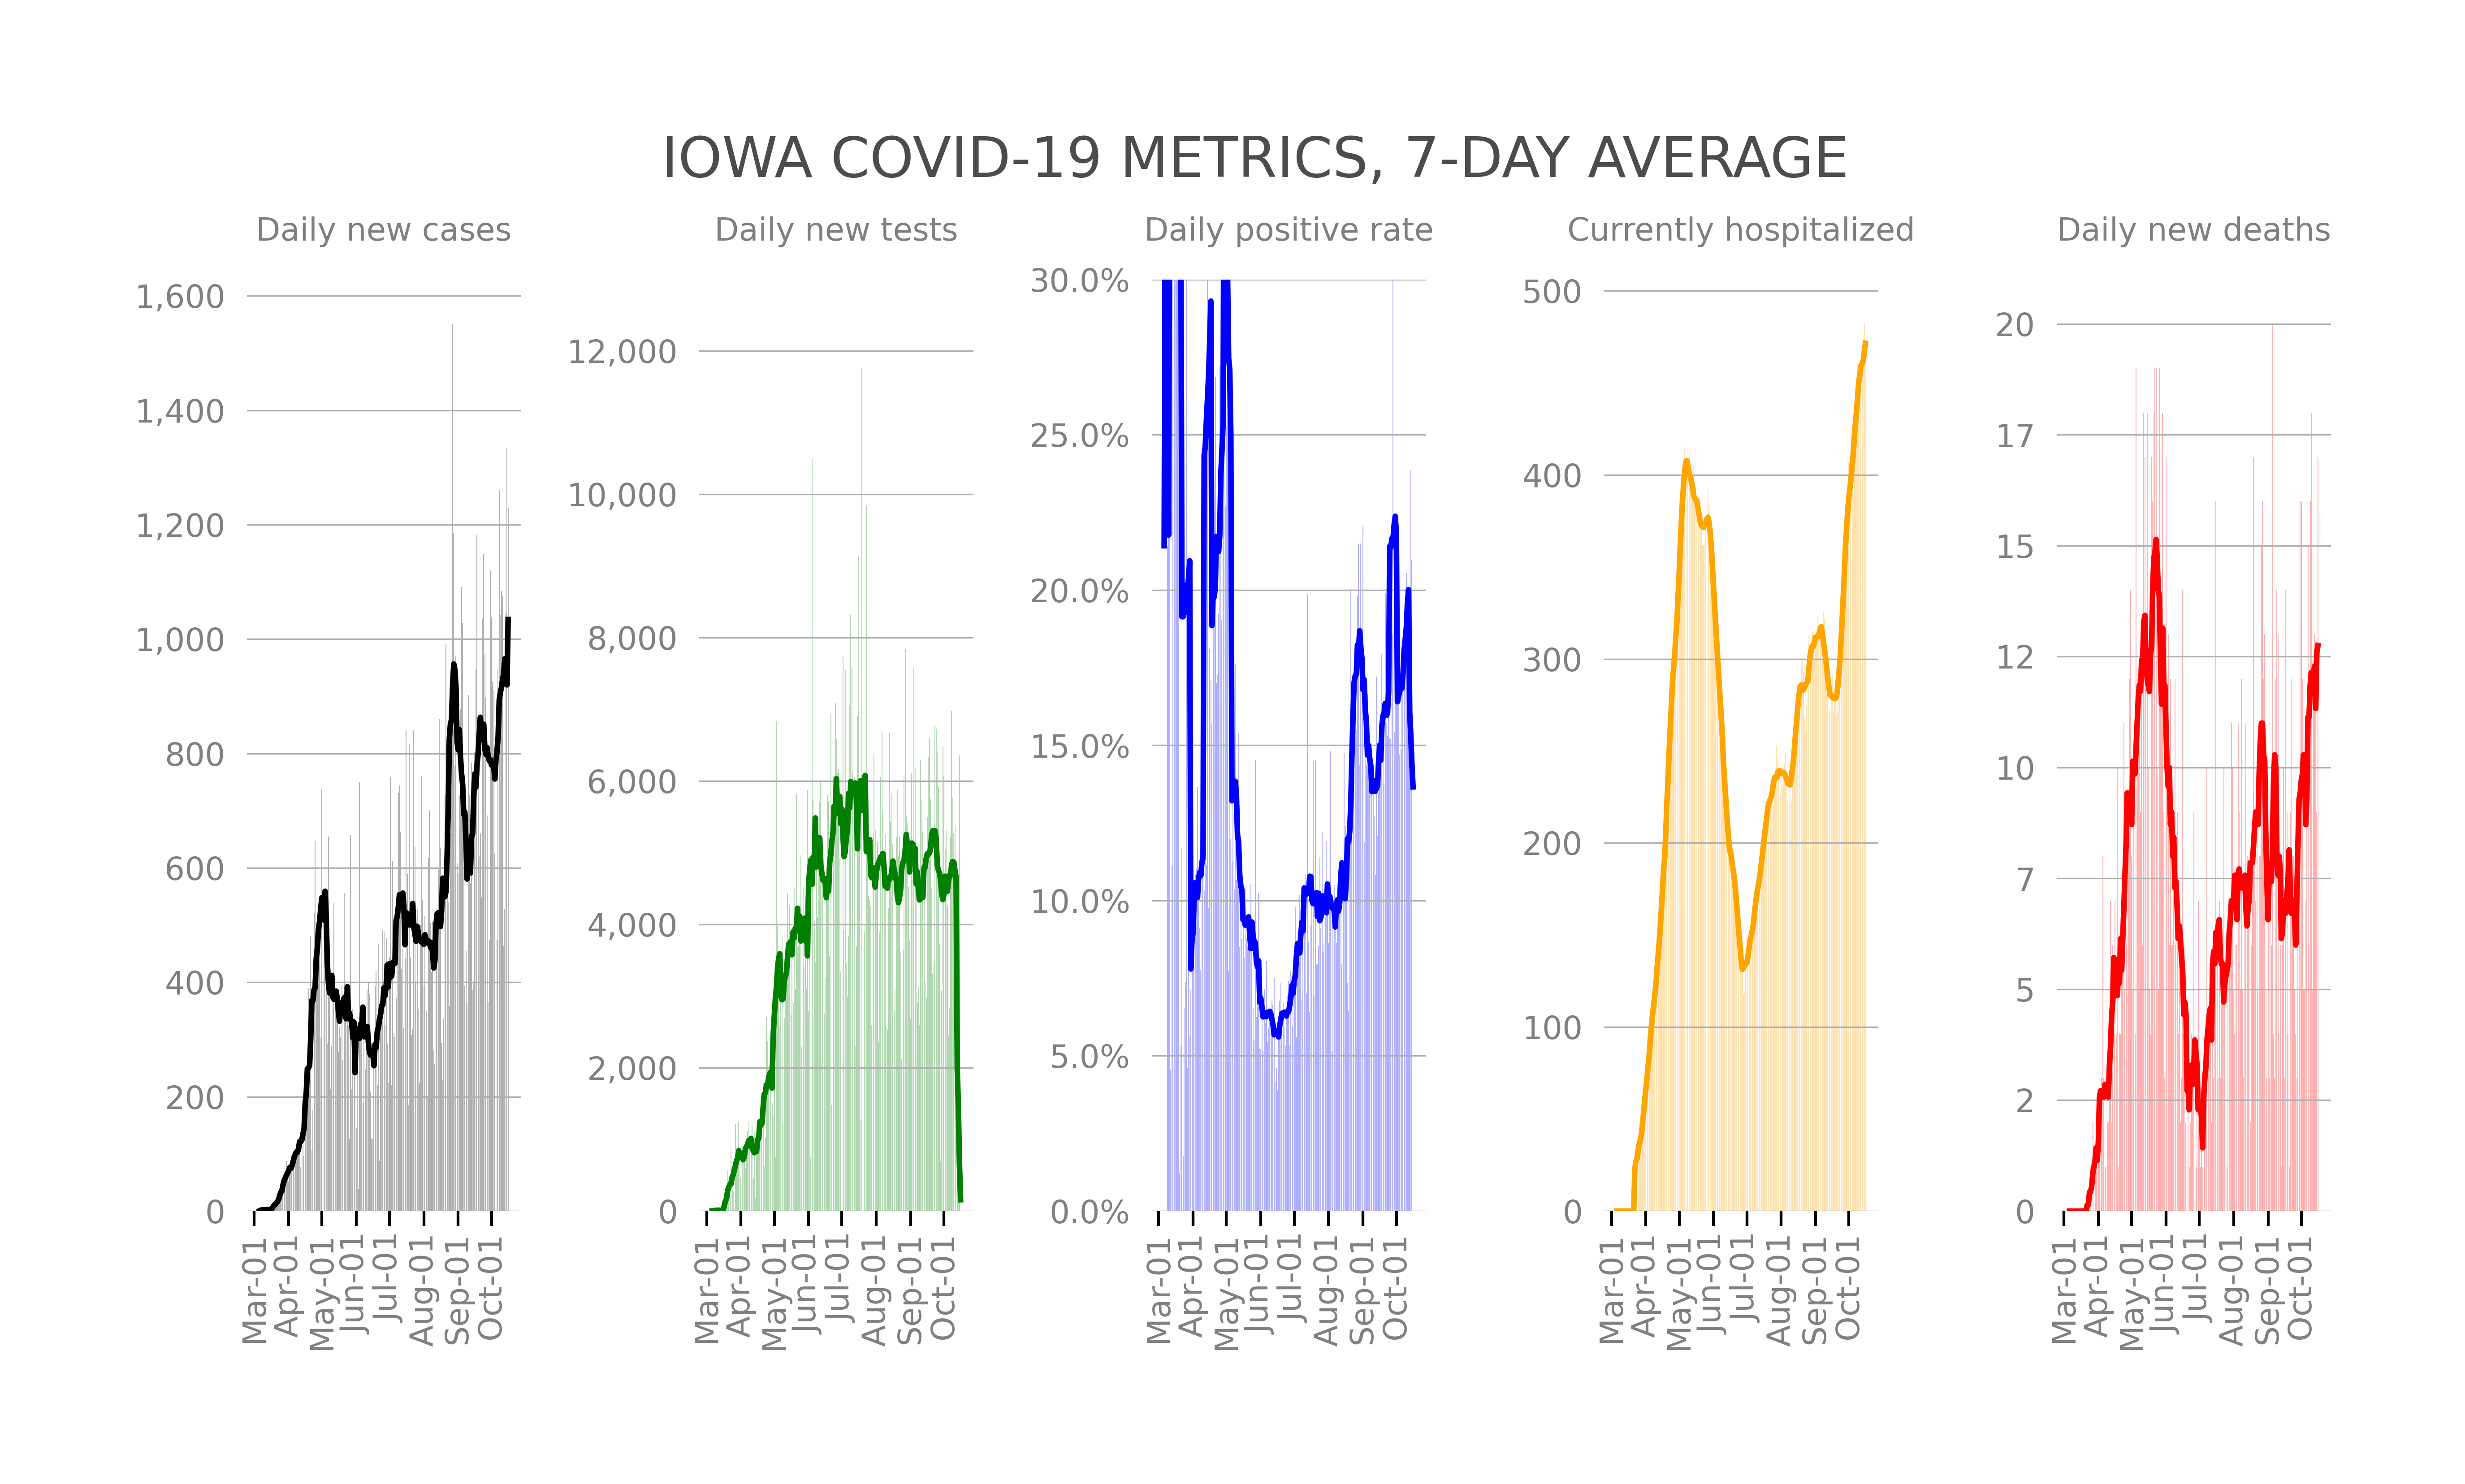 IOWA COVID-19 METRICS, 7-DAY AVERAGE
Daily new cases
1,600
1,400
1,200
1,000
800
600
400
200
0
Mar-01
Apr-01
May-01
Jun-01
Jul-01
Aug-01
Sep-01
Oct-01
Daily new tests
12,000
10,000
8,000
6,000
4,000
2,000
0
Mar-01
Apr-01
May-01
Jun-01
Jul-01
Aug-01
Sep-01
Oct-01
Daily positive rate
30.0%
25.0%
20.0%
15.0%
10.0%
5.0%
0.0%
Mar-01
Apr-01
May-01
Jun-01
Jul-01
Aug-01
Sep-01
Oct-01
Currently hospitalized
500
400
300
200
100
0
Mar-01
Apr-01
May-01
Jun-01
Jul-01
Aug-01
Sep-01
Oct-01
Daily new deaths
20
17
15
12
10
7
5
2
0
Mar-01
Apr-01
May-01
Jun-01
Jul-01
Aug-01
Sep-01
Oct-01